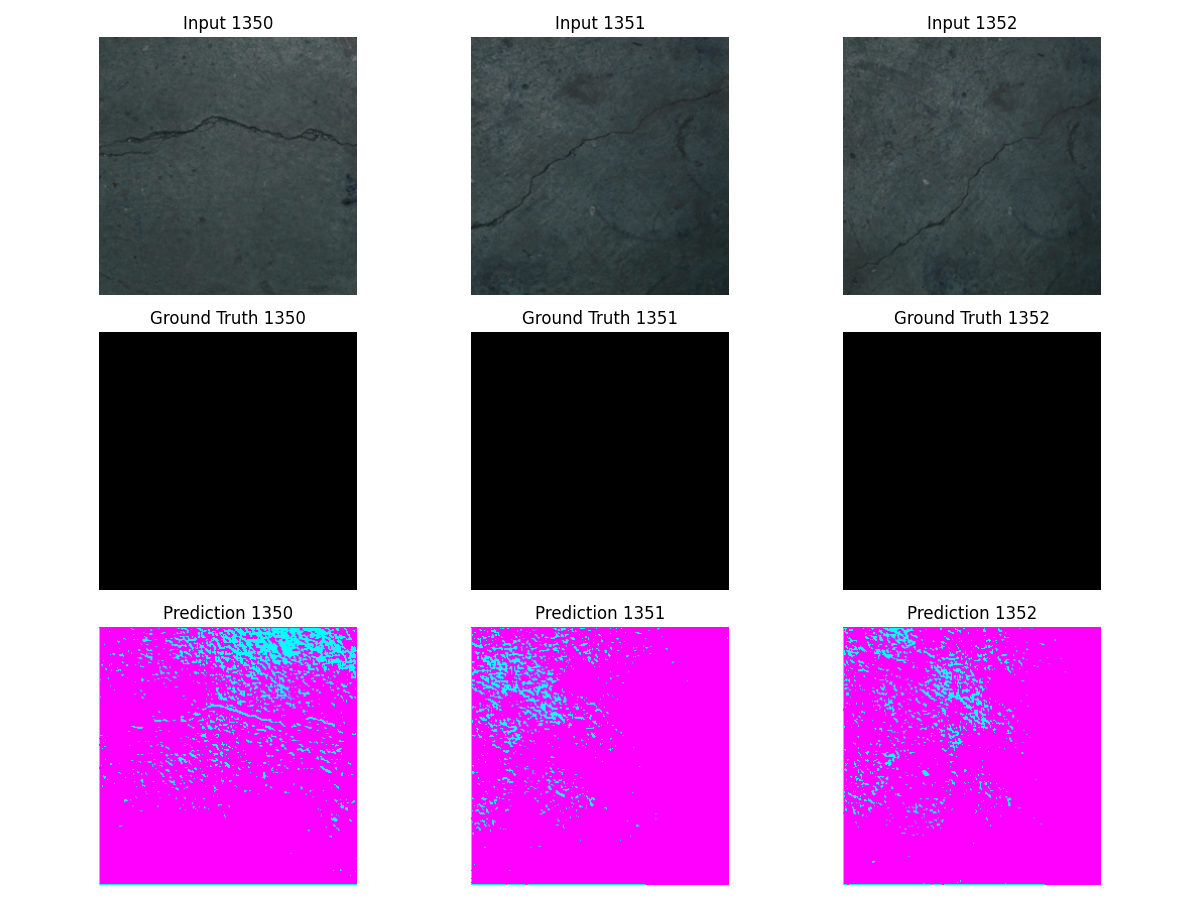 Input 1350
Input 1351
Input 1352
Ground Truth 1350
Ground Truth 1351
Ground Truth 1352
Prediction 1350
Prediction 1351
Prediction 1352